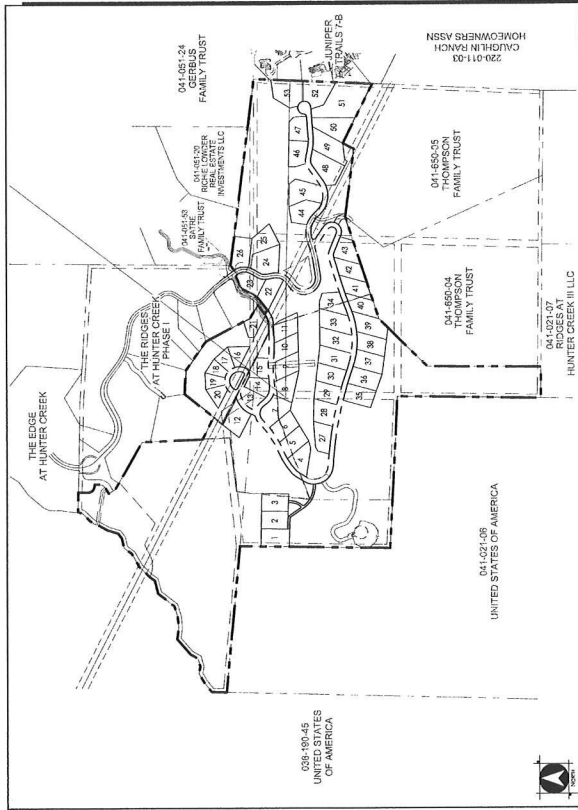 THE EDGE
AT HUNTER CREEK
THE RIDGES
AT HUNTER CREEK
PHASE I
041-051-53
SATRE
FAMILY TRUST
041-051-20
RICHIE LOWDER
REAL ESTATE
INVESTMENTS LLC
041-051-24
GERBUS
FAMILY TRUST
JUNIPER
TRAILS 7-B
220-011-03
CAUGHLIN RANCH
HOMEOWNERS ASSN
038-190-45
UNITED STATES
OF AMERICA
041-021-06
UNITED STATES OF AMERICA
041-650-04
THOMPSON
FAMILY TRUST
041-650-05
THOMPSON
FAMILY TRUST
041-021-07
RIDGES AT
HUNTER CREEK III LLC
1
2
3
4
5
6
7
8
9
10
11
12
13
14
15
16
17
18
19
20
21
22
23
24
25
26
27
28
29
30
31
32
33
34
35
36
37
38
39
40
41
42
43
44
45
46
47
48
49
50
51
52
53
NORTH